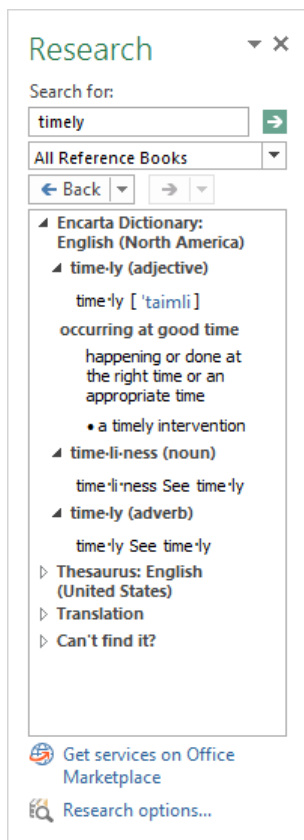 Research
Search for:
timely
All Reference Books
Back
Encarta Dictionary:
English (North America)
time·ly (adjective)
time·ly [ 'taimli ]
occurring at good time
happening or done at
the right time or an
appropriate time
• a timely intervention
time·li·ness (noun)
time·li·ness See time·ly
time·ly (adverb)
time·ly See time·ly
Thesaurus: English
(United States)
Translation
Can't find it?
Get services on Office
Marketplace
Research options...